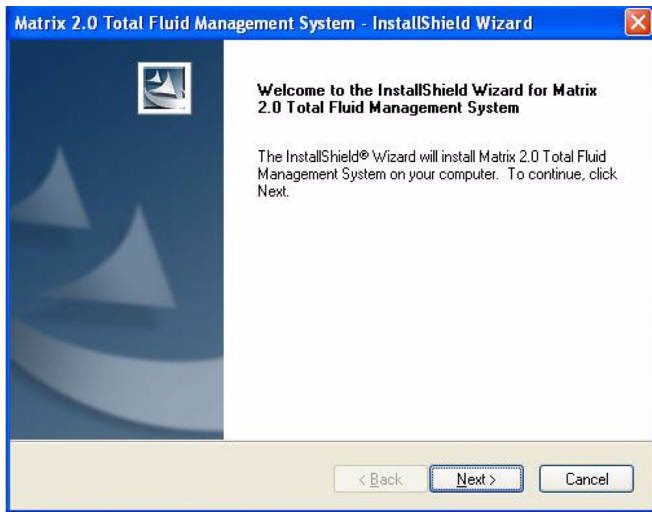 Matrix 2.0 Total Fluid Management System - InstallShield Wizard
Welcome to the InstallShield Wizard for Matrix
2.0 Total Fluid Management System
The InstallShield® Wizard will install Matrix 2.0 Total Fluid
Management System on your computer. To continue, click
Next.
< Back
Next >
Cancel